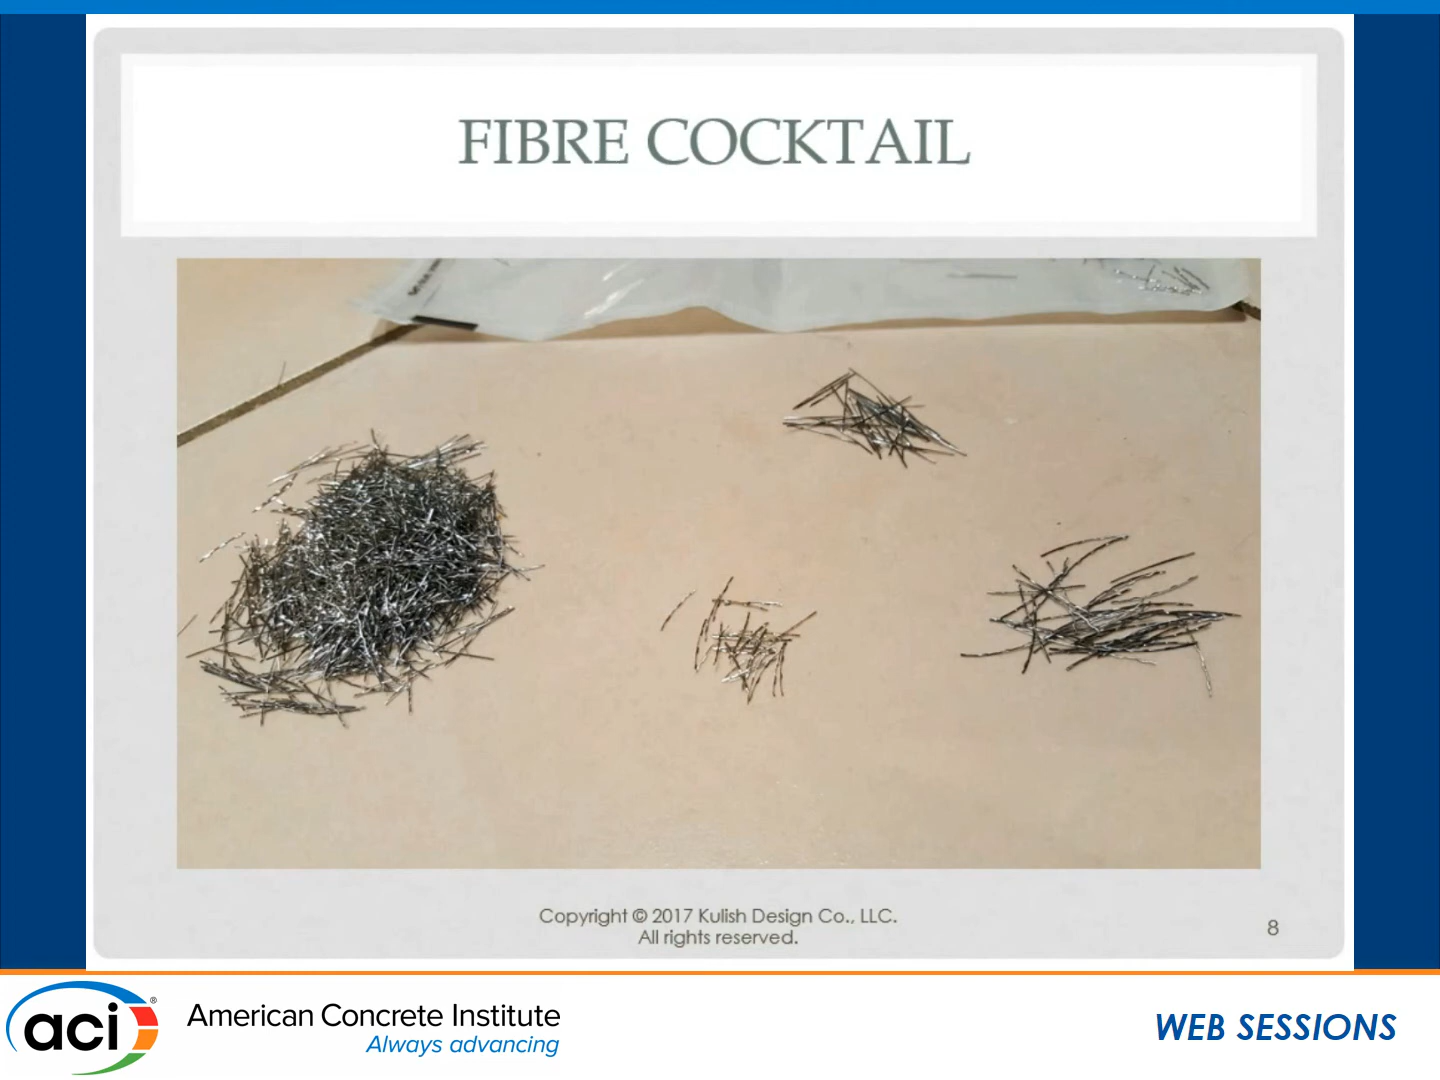 FIBRE COCKTAIL
Copyright © 2017 Kulish Design Co., LLC.
All rights reserved.
8
aci®
American Concrete Institute
Always advancing
WEB SESSIONS